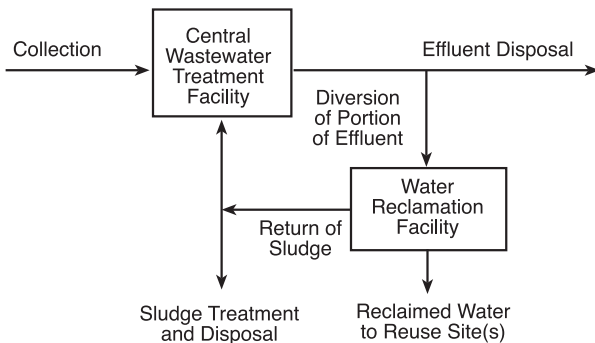 Collection
Central
Wastewater
Treatment
Facility
Effluent Disposal
Diversion
of Portion
of Effluent
Water
Reclamation
Facility
Return of
Sludge
Sludge Treatment
and Disposal
Reclaimed Water
to Reuse Site(s)